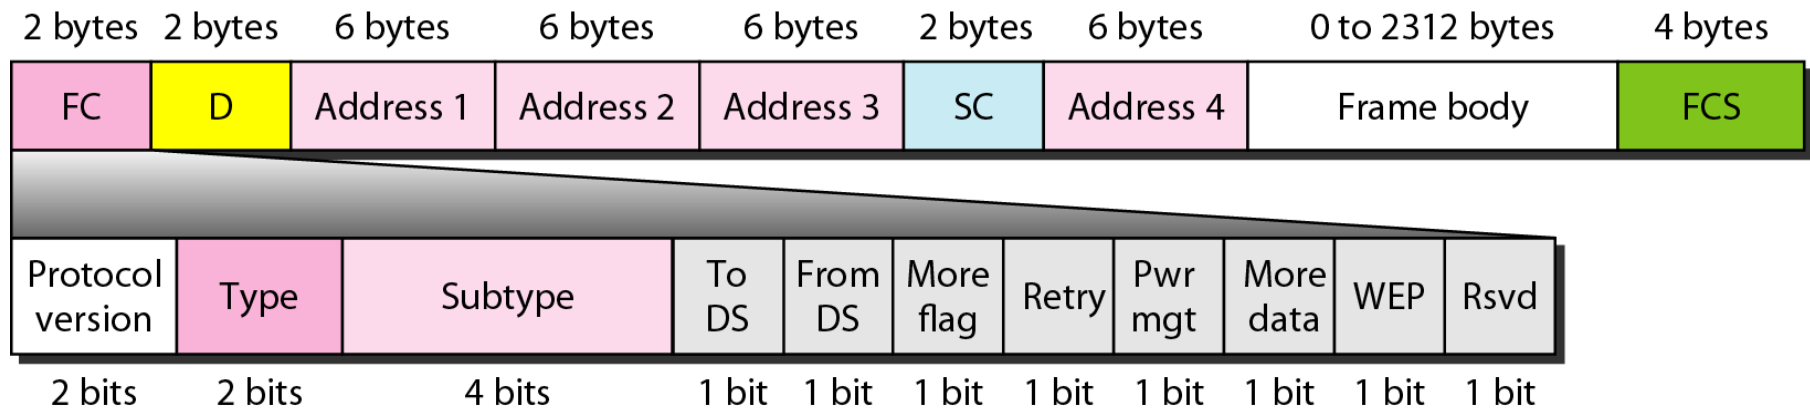 2 bytes 2 bytes 6 bytes 6 bytes 6 bytes 2 bytes 6 bytes 0 to 2312 bytes 4 bytes
FC D Address 1 Address 2 Address 3 SC Address 4 Frame body FCS
Protocol version Type Subtype To DS From DS More flag Retry Pwr mgt More data WEP Rsvd
2 bits 2 bits 4 bits 1 bit 1 bit 1 bit 1 bit 1 bit 1 bit 1 bit 1 bit